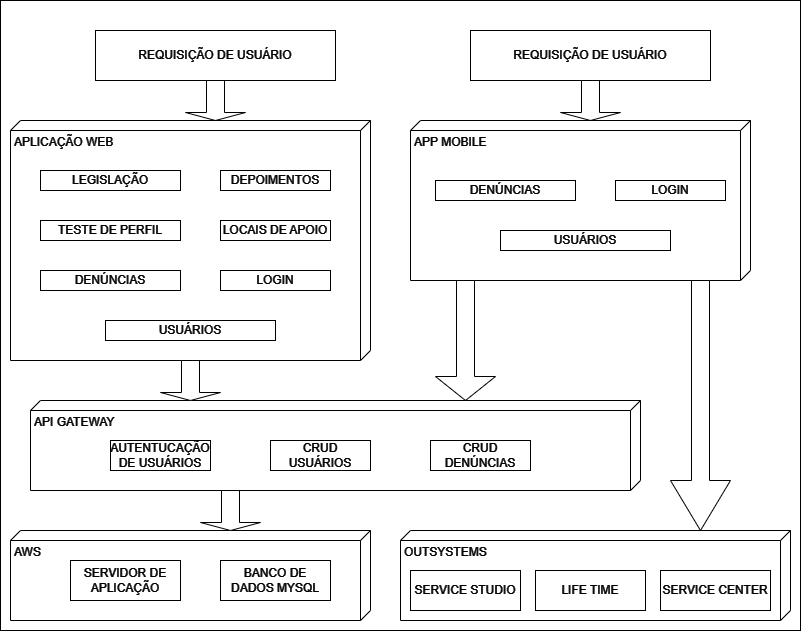 REQUISIÇÃO DE USUÁRIO
REQUISIÇÃO DE USUÁRIO
APLICAÇÃO WEB
LEGISLAÇÃO
DEPOIMENTOS
TESTE DE PERFIL
LOCAIS DE APOIO
DENÚNCIAS
LOGIN
USUÁRIOS
APP MOBILE
DENÚNCIAS
LOGIN
USUÁRIOS
API GATEWAY
AUTENTUCAÇÃO
DE USUÁRIOS
CRUD
USUÁRIOS
CRUD
DENÚNCIAS
AWS
SERVIDOR DE
APLICAÇÃO
BANCO DE
DADOS MYSQL
OUTSYSTEMS
SERVICE STUDIO
LIFE TIME
SERVICE CENTER